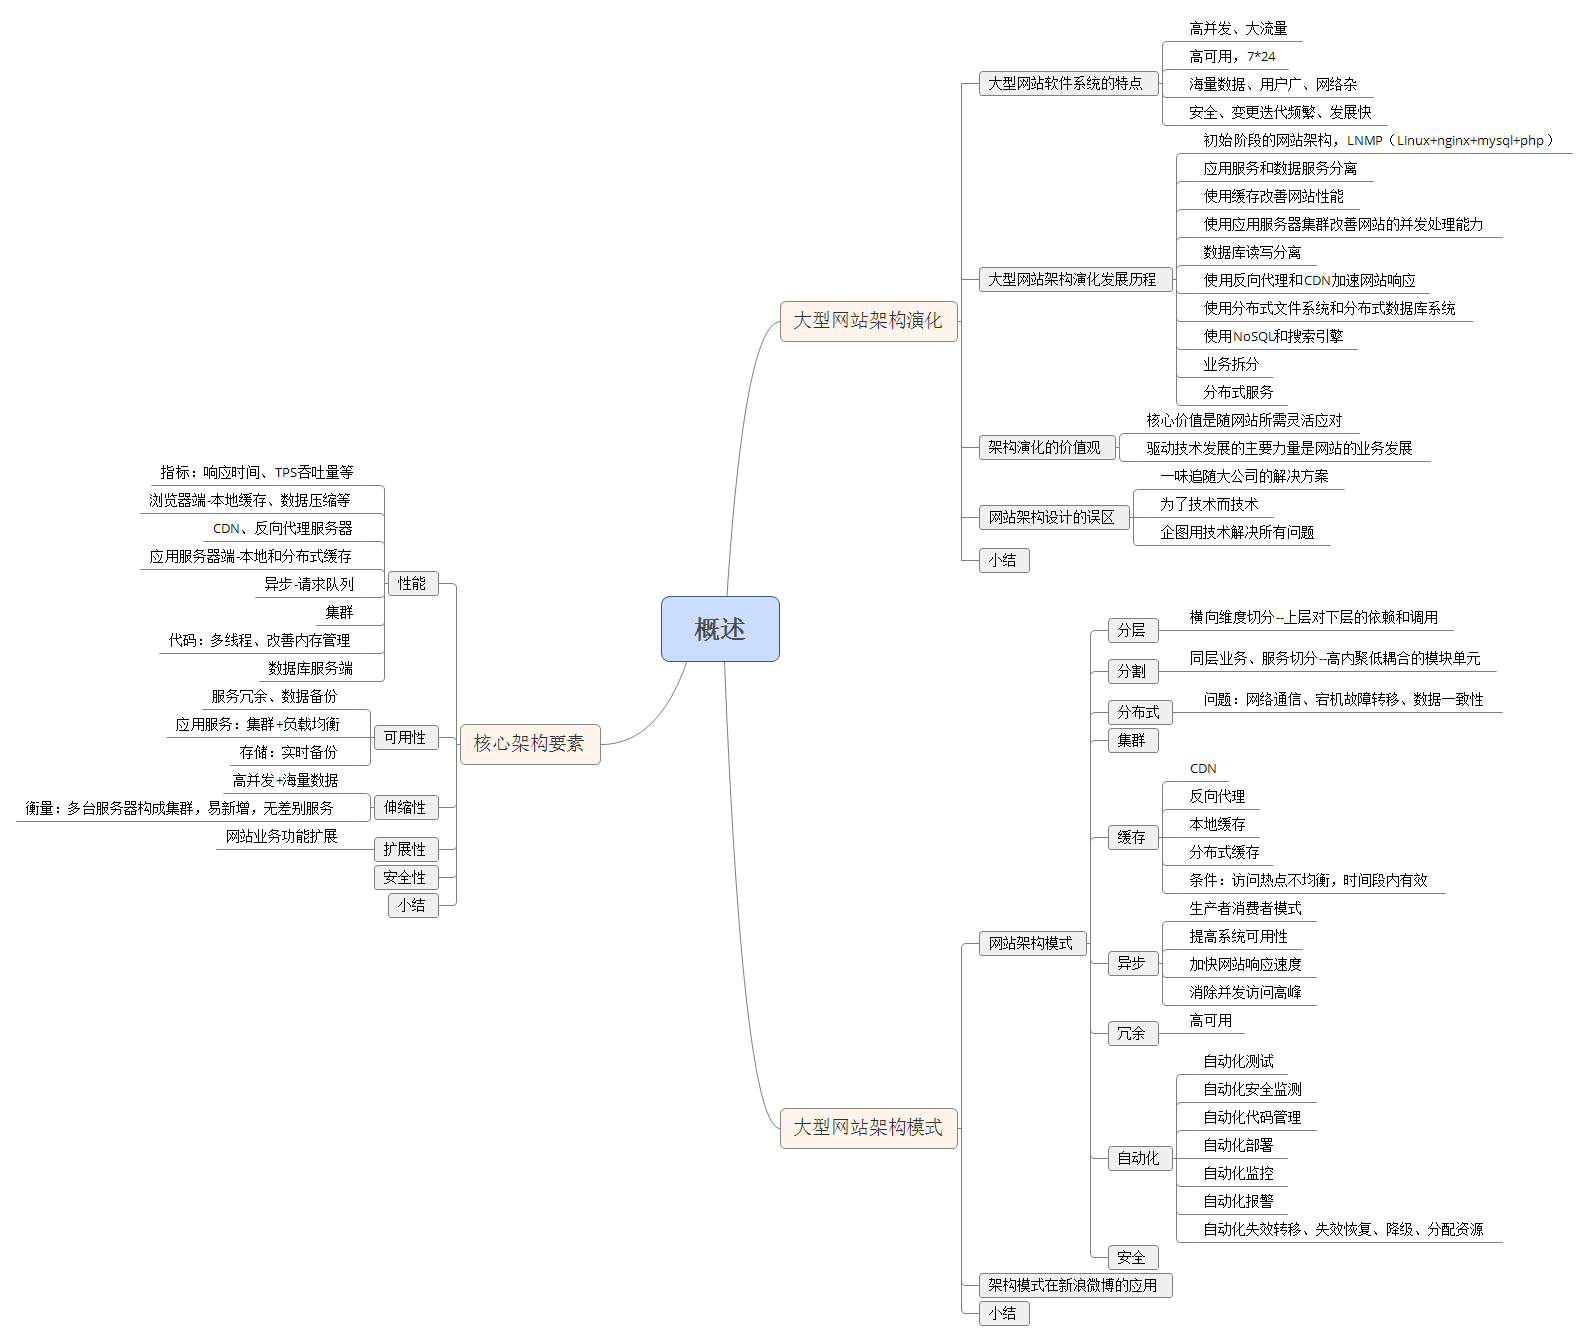 概述
大型网站架构演化
大型网站软件系统的特点
高并发、大流量
高可用，7*24
海量数据、用户广、网络杂
安全、变更迭代频繁、发展快
大型网站架构演化发展历程
初始阶段的网站架构，LNMP（Linux+nginx+mysql+php）
应用服务和数据服务分离
使用缓存改善网站性能
使用应用服务器集群改善网站的并发处理能力
数据库读写分离
使用反向代理和CDN加速网站响应
使用分布式文件系统和分布式数据库系统
使用NoSQL和搜索引擎
业务拆分
分布式服务
架构演化的价值观
核心价值是随网站所需灵活应对
驱动技术发展的主要力量是网站的业务发展
网站架构设计的误区
一味追随大公司的解决方案
为了技术而技术
企图用技术解决所有问题
小结
大型网站架构模式
网站架构模式
分层
横向维度切分--上层对下层的依赖和调用
分割
同层业务、服务切分--高内聚低耦合的模块单元
分布式
问题：网络通信、宕机故障转移、数据一致性
集群
缓存
CDN
反向代理
本地缓存
分布式缓存
条件：访问热点不均衡，时间段内有效
异步
生产者消费者模式
提高系统可用性
加快网站响应速度
消除并发访问高峰
冗余
高可用
自动化
自动化测试
自动化安全监测
自动化代码管理
自动化部署
自动化监控
自动化报警
自动化失效转移、失效恢复、降级、分配资源
安全
架构模式在新浪微博的应用
小结
核心架构要素
性能
指标：响应时间、TPS吞吐量等
浏览器端-本地缓存、数据压缩等
CDN、反向代理服务器
应用服务器端-本地和分布式缓存
异步-请求队列
集群
代码：多线程、改善内存管理
数据库服务端
可用性
服务冗余、数据备份
应用服务：集群+负载均衡
存储：实时备份
伸缩性
高并发+海量数据
衡量：多台服务器构成集群，易新增，无差别服务
扩展性
网站业务功能扩展
安全性
小结